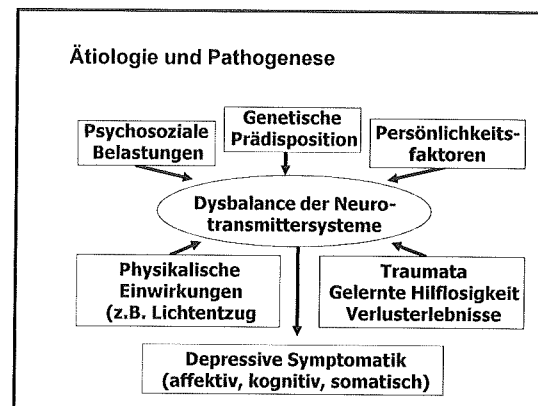 Ätiologie und Pathogenese
Psychosoziale
Belastungen
Genetische
Prädisposition
Persönlichkeits-
faktoren
Dysbalance der Neuro-
transmittersysteme
Physikalische
Einwirkungen
(z.B. Lichtentzug
Traumata
Gelernte Hilflosigkeit
Verlusterlebnisse
Depressive Symptomatik
(affektiv, kognitiv, somatisch)